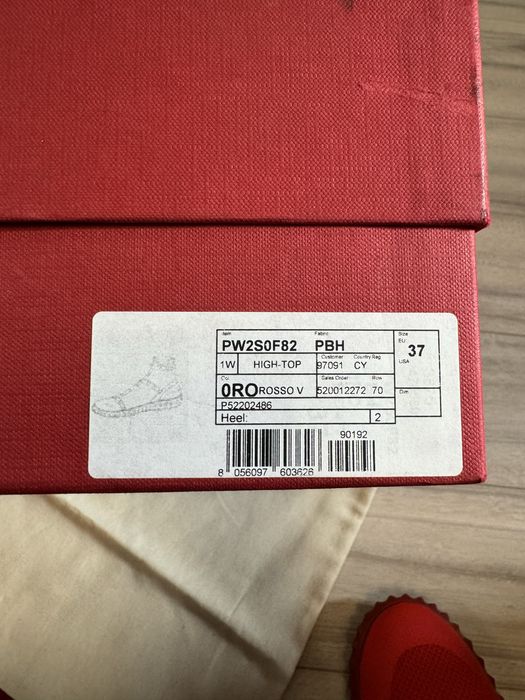 Item Fabric Size
PW2S0F82 PBH EU 37
1W HIGH-TOP Customer 97091 Country Reg CY USA
Col Sales Order Row
0RO ROSSO V 520012272 70 Dim
P52202486
Heel: 2
90192
8 056097 603626